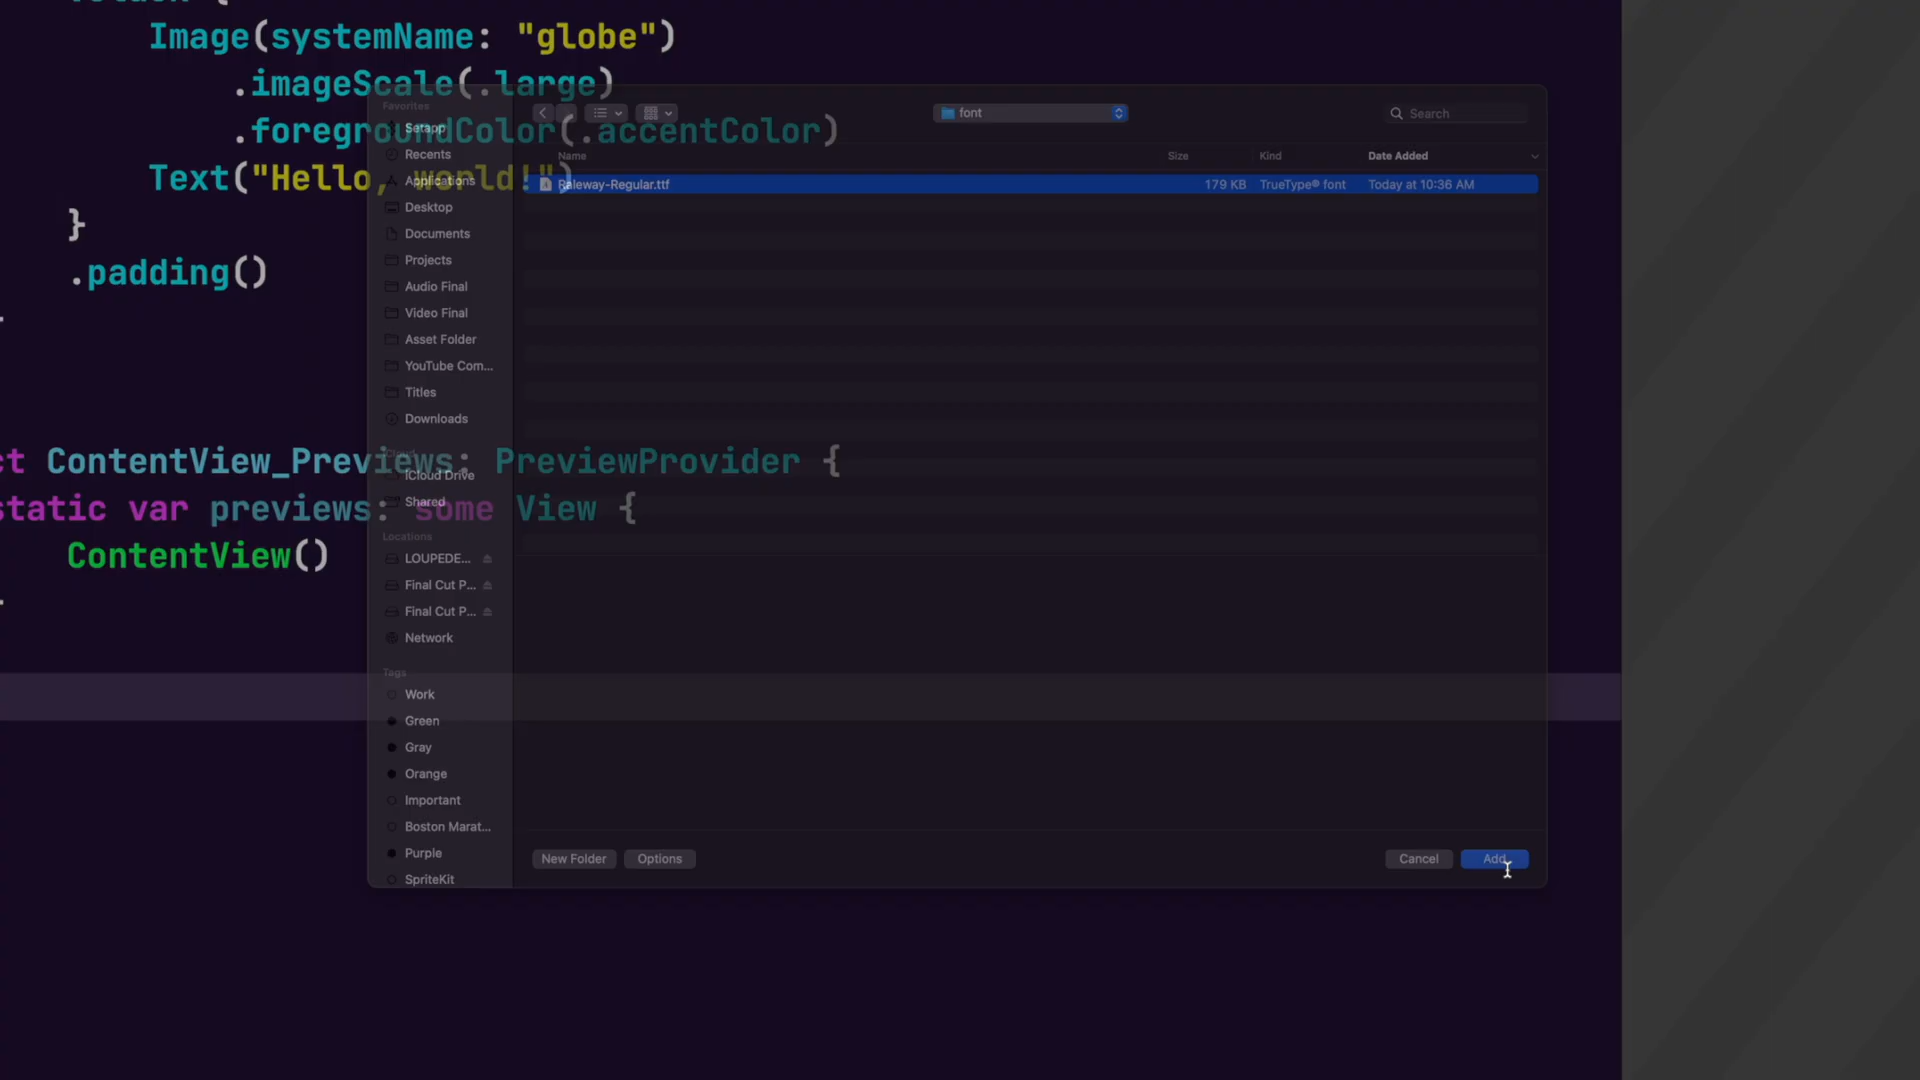 Image(systemName: "globe")
.imageScale(.large)
.foregroundColor(.accentColor)
Text("Hello, world!")
}
.padding()
ct ContentView_Previews: PreviewProvider {
static var previews: some View {
ContentView()
Favorites
Setapp
Recents
Applications
Desktop
Documents
Projects
Audio Final
Video Final
Asset Folder
YouTube Com...
Titles
Downloads
iCloud
iCloud Drive
Shared
Locations
LOUPEDE...
Final Cut P...
Final Cut P...
Network
Tags
Work
Green
Gray
Orange
Important
Boston Marat...
Purple
SpriteKit
font
Search
Name Size Kind Date Added
Raleway-Regular.ttf 179 KB TrueType® font Today at 10:36 AM
New Folder Options Cancel Add